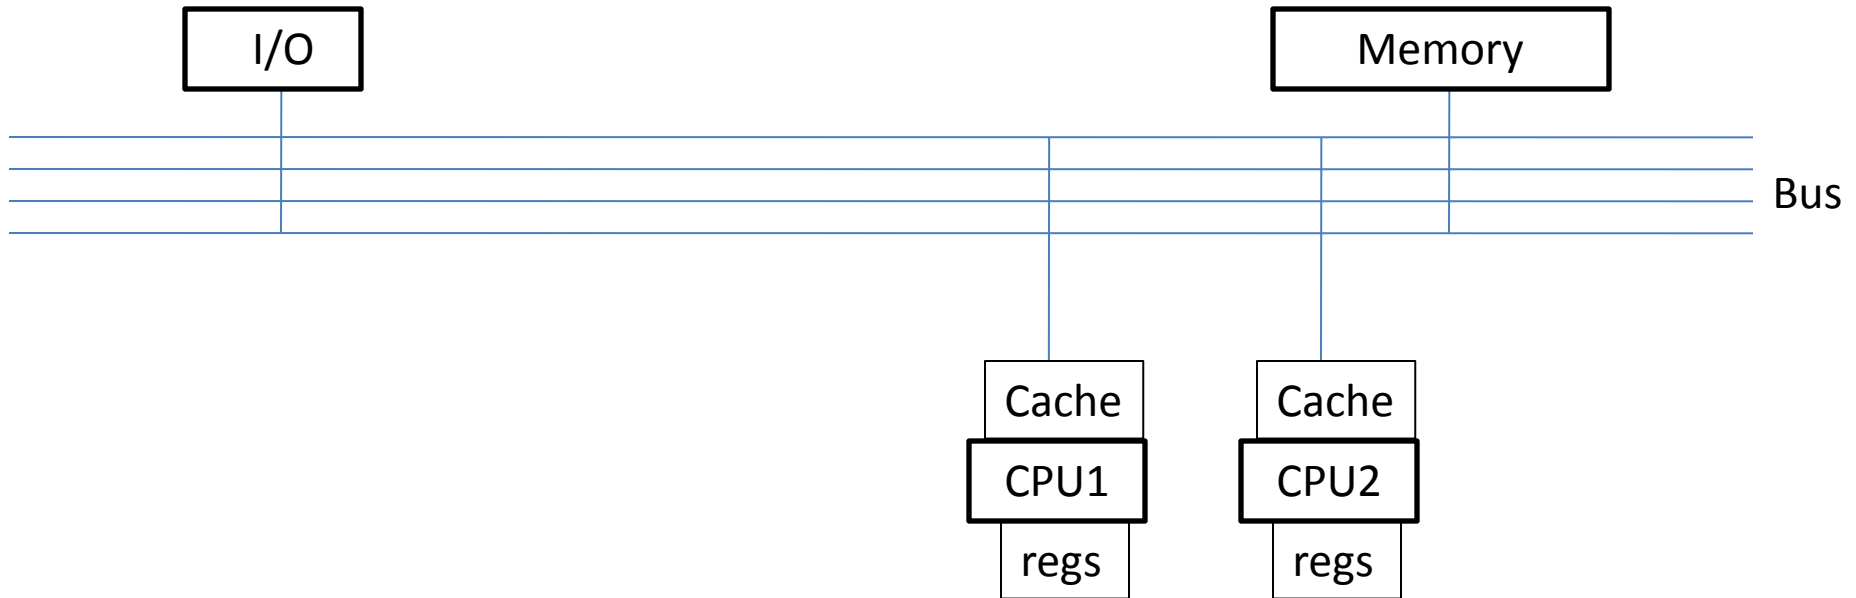 I/O
Memory
Bus
Cache
Cache
CPU1
CPU2
regs
regs